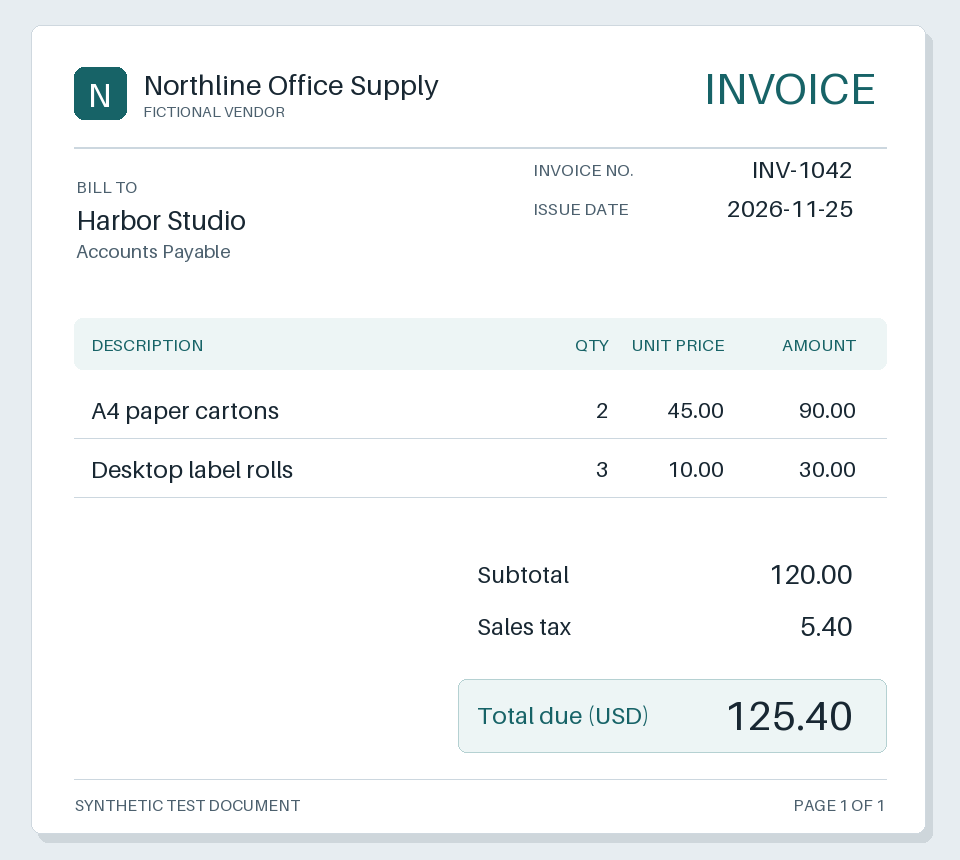 N
Northline Office Supply
FICTIONAL VENDOR
INVOICE
BILL TO
Harbor Studio
Accounts Payable
INVOICE NO. INV-1042
ISSUE DATE 2026-11-25
DESCRIPTION QTY UNIT PRICE AMOUNT
A4 paper cartons 2 45.00 90.00
Desktop label rolls 3 10.00 30.00
Subtotal 120.00
Sales tax 5.40
Total due (USD) 125.40
SYNTHETIC TEST DOCUMENT PAGE 1 OF 1